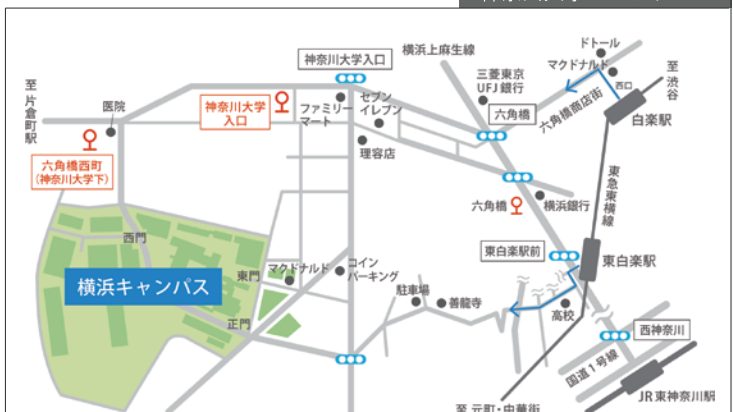 神奈川大学入口
横浜上麻生線
ドトール
マクドナルド
西口
至
渋
谷
三菱東京
UFJ銀行
六角橋
六角橋商店街
白楽駅
至
片
倉
町
駅
医院
神奈川大学
入口
ファミリー
マート
セブン
イレブン
理容店
六角橋西町
(神奈川大学下)
六角橋
横浜銀行
東
急
東
横
線
西門
東白楽駅前
東白楽駅
横浜キャンパス
東門
マクドナルド
コイン
パーキング
駐車場
善龍寺
高校
正門
西神奈川
国道1号線
JR東神奈川駅
至 元町・中華街